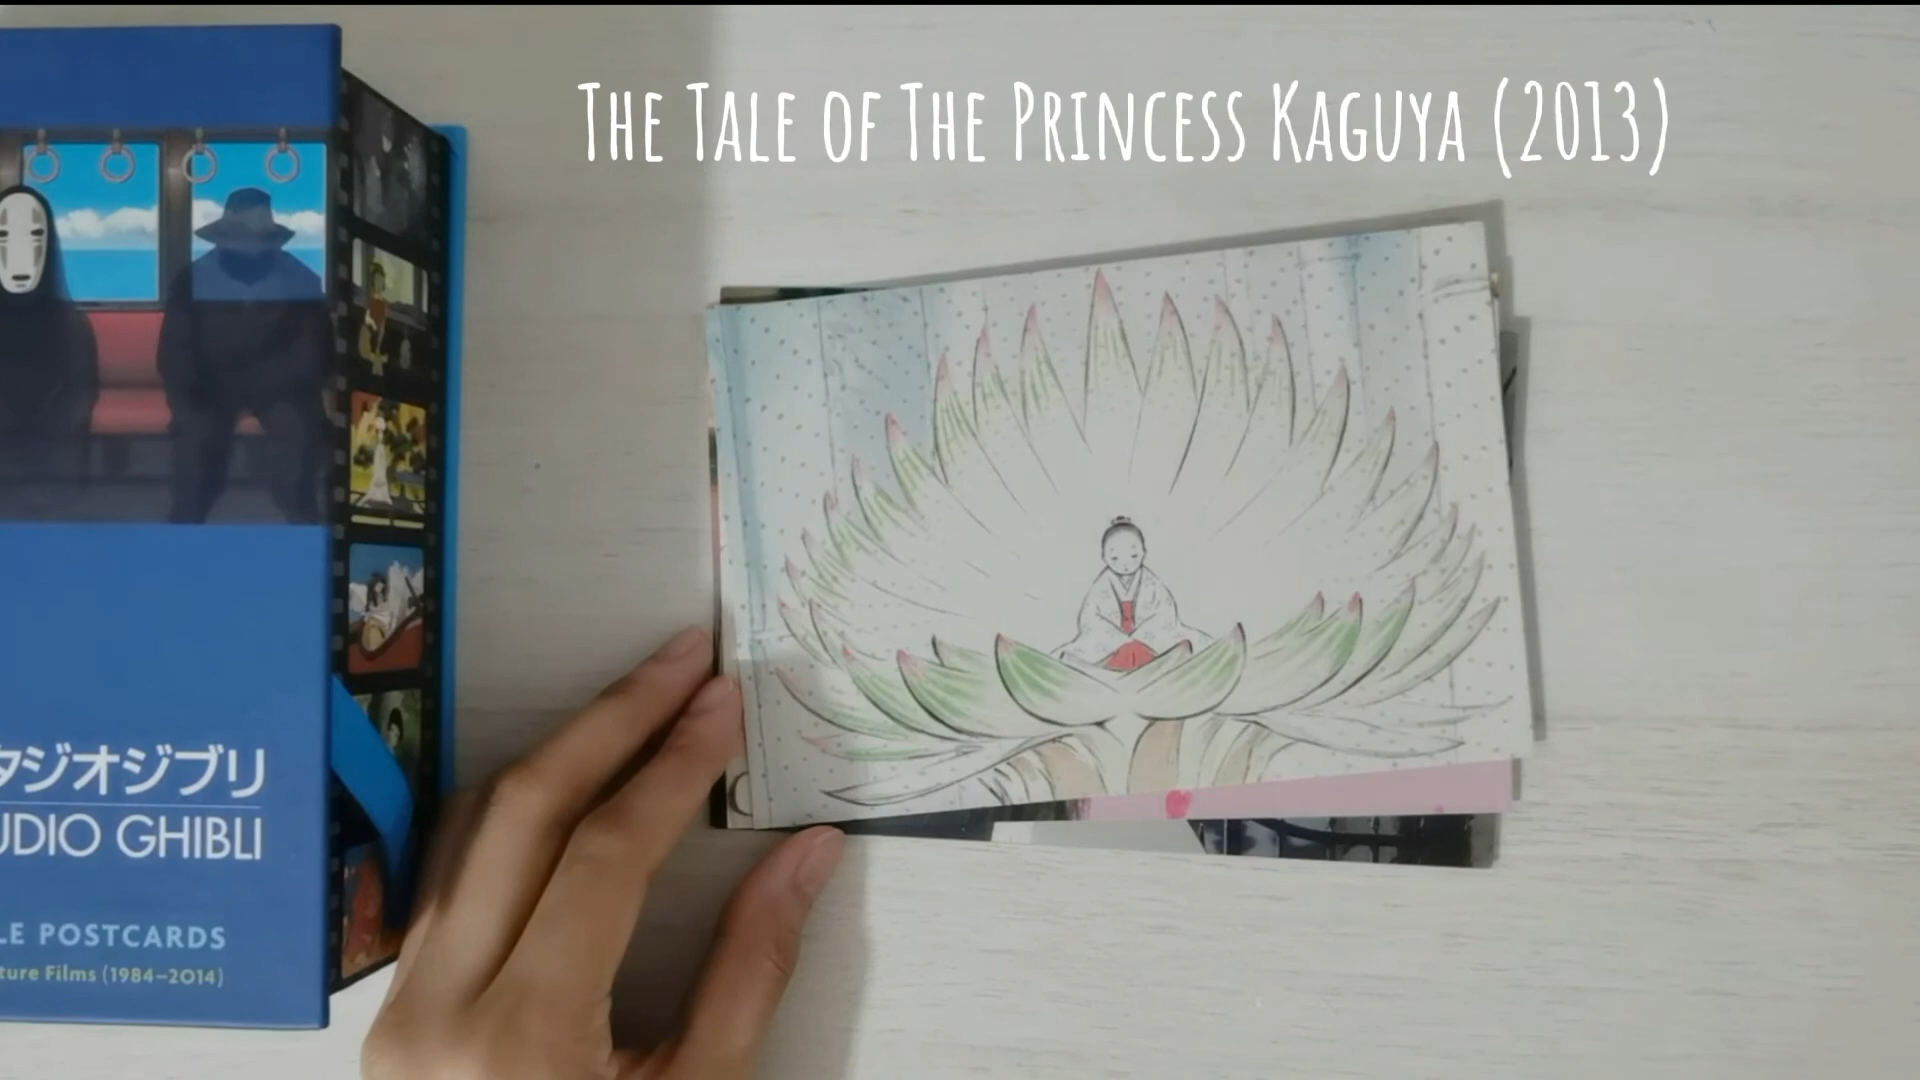 The Tale of The Princess Kaguya (2013)
タジオジブリ
UDIO GHIBLI
LE POSTCARDS
ture Films (1984–2014)